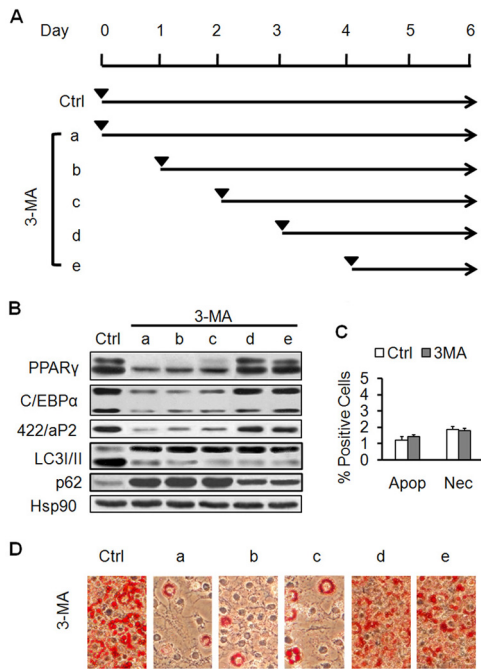 A
Day 0 1 2 3 4 5 6
Ctrl
a
b
c
d
e
3-MA
B
3-MA
Ctrl a b c d e
PPARγ
C/EBPα
422/aP2
LC3I/II
p62
Hsp90
C
Ctrl 3MA
% Positive Cells
5
4
3
2
1
0
Apop Nec
D
Ctrl a b c d e
3-MA